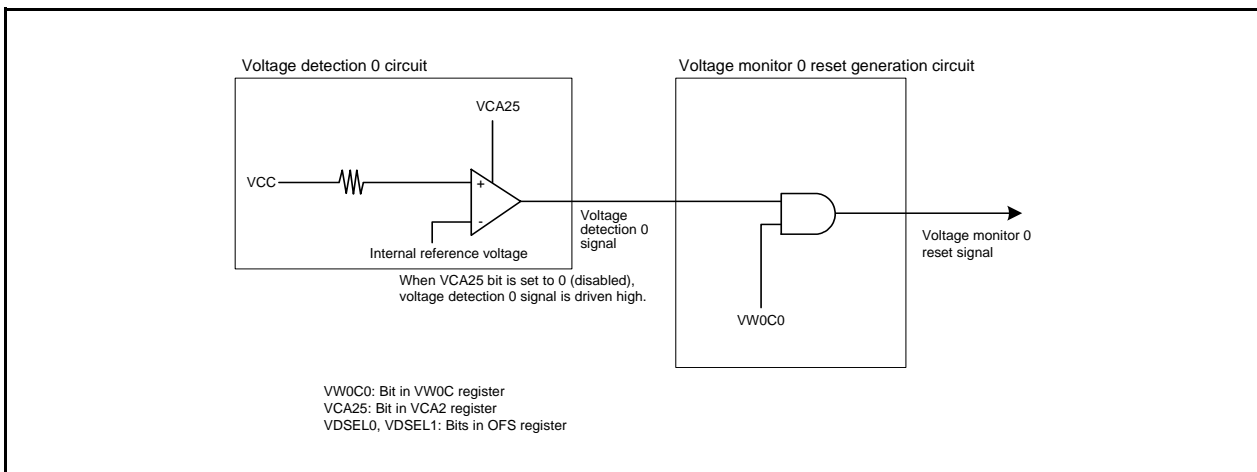 Voltage detection 0 circuit
Voltage monitor 0 reset generation circuit
VCA25
VCC
+
-
Internal reference voltage
Voltage
detection 0
signal
When VCA25 bit is set to 0 (disabled),
voltage detection 0 signal is driven high.
VW0C0
Voltage monitor 0
reset signal
VW0C0: Bit in VW0C register
VCA25: Bit in VCA2 register
VDSEL0, VDSEL1: Bits in OFS register